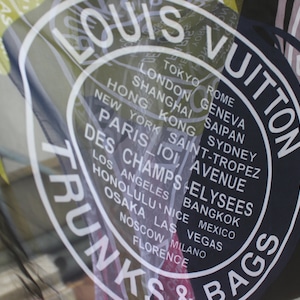 LOUIS VUITTON
TOKYO ROME
LONDON GENEVA
SHANGHAI SAIPAN
HONG KONG SYDNEY
NEW YORK SAINT-TROPEZ
PARIS 101 AVENUE
DES CHAMPS-ELYSEES
LOS ANGELES BANGKOK
HONOLULU NICE MEXICO
OSAKA LAS VEGAS
MOSCOW MILANO
FLORENCE
TRUNKS & BAGS